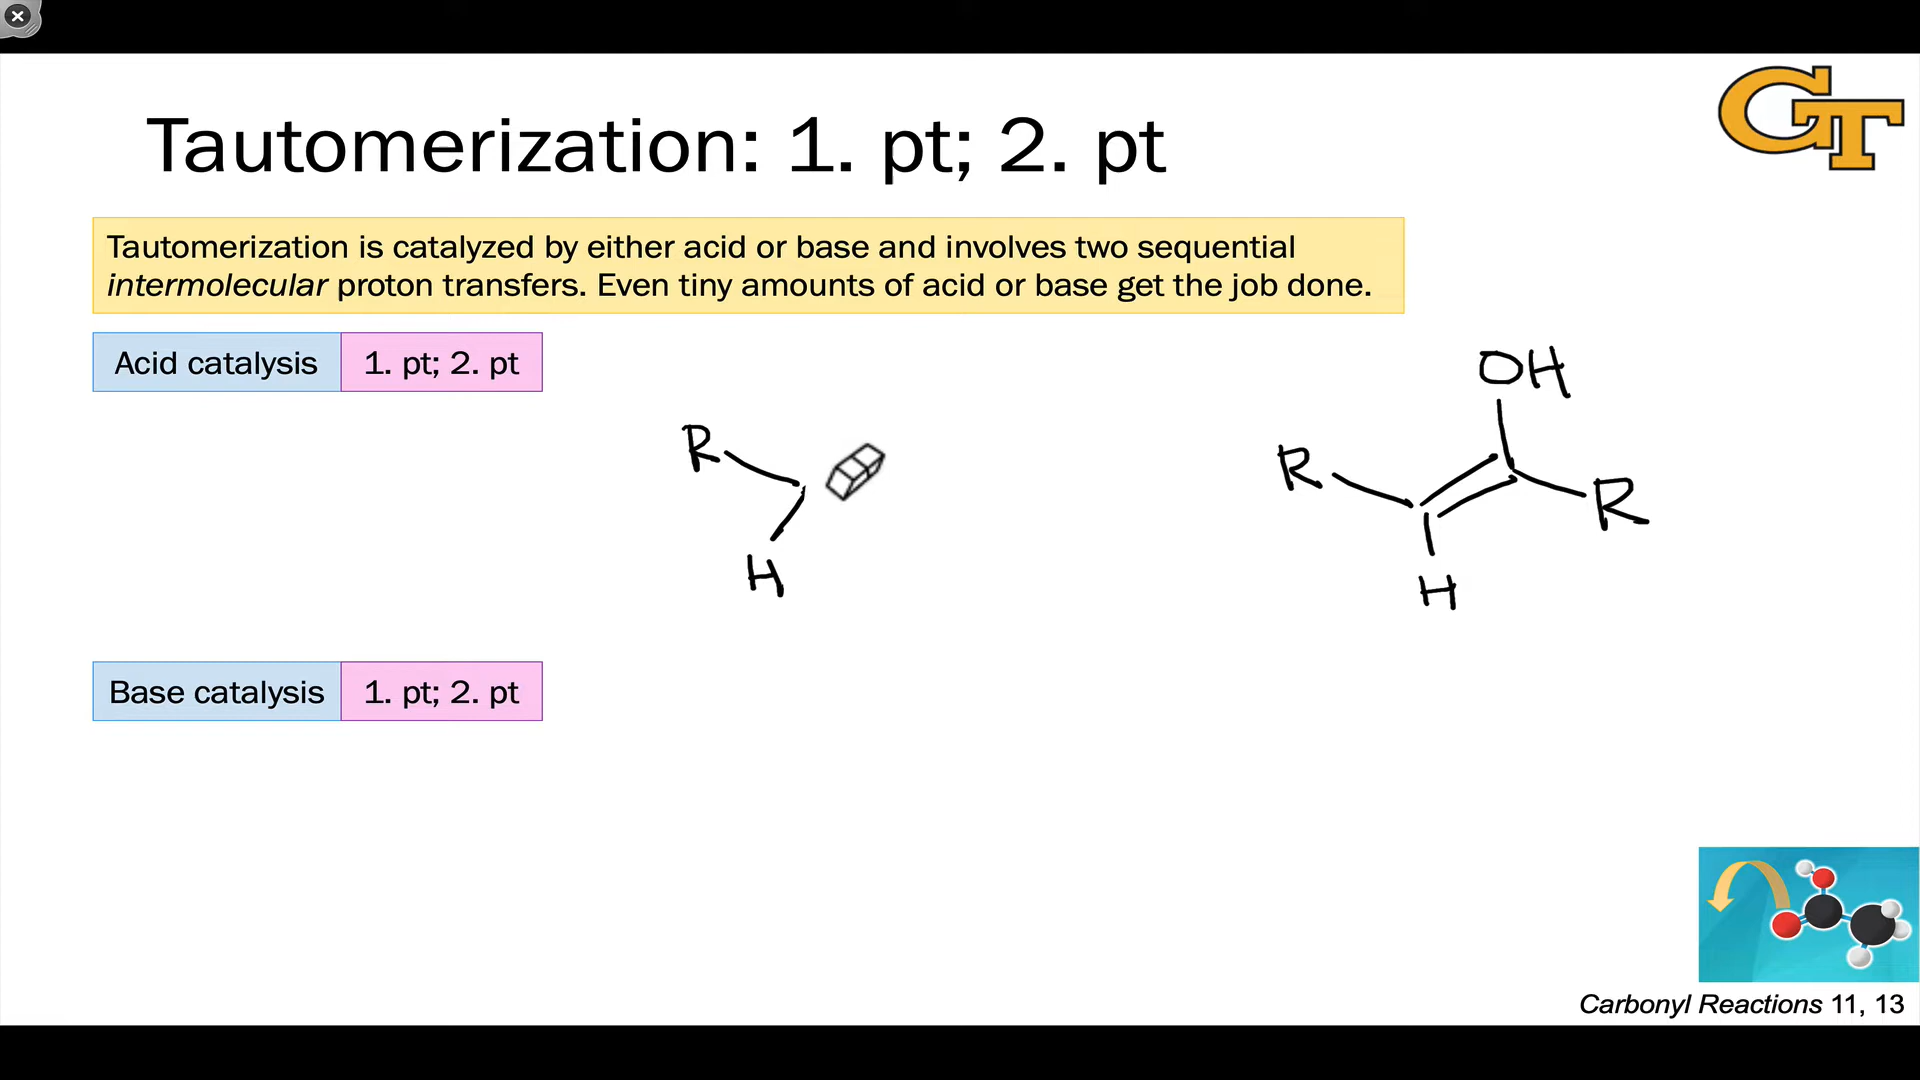 GT
Tautomerization: 1. pt; 2. pt
Tautomerization is catalyzed by either acid or base and involves two sequential
intermolecular proton transfers. Even tiny amounts of acid or base get the job done.
Acid catalysis 1. pt; 2. pt
OH
R
R
R
H
H
Base catalysis 1. pt; 2. pt
Carbonyl Reactions 11, 13